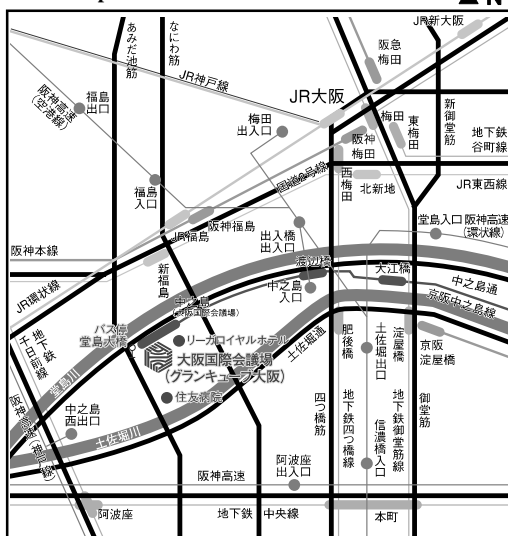 N
JR新大阪
あみだ池筋
なにわ筋
阪急
梅田
JR神戸線
JR大阪
阪神高速
(空港線)
福島
出口
梅田
出入口
梅田
東梅田
新御堂筋
地下鉄
谷町線
阪神
梅田
国道2号線
西梅田
北新地
JR東西線
福島
入口
阪神福島
JR福島
新福島
出入橋
出入口
堂島入口
阪神高速
(環状線)
阪神本線
渡辺橋
大江橋
中之島
入口
中之島通
京阪中之島線
JR環状線
中之島
(大阪国際会議場)
バス停
堂島大橋
リーガロイヤルホテル
大阪国際会議場
(グランキューブ大阪)
住友病院
土佐堀通
地下鉄
千日前線
堂島川
土佐堀川
阪神高速(神戸線)
中之島
西出口
肥後橋
土佐堀出口
淀屋橋
京阪
淀屋橋
四つ橋筋
地下鉄四つ橋線
信濃橋入口
地下鉄御堂筋線
御堂筋
阪神高速
阿波座
出入口
阿波座
地下鉄
中央線
本町